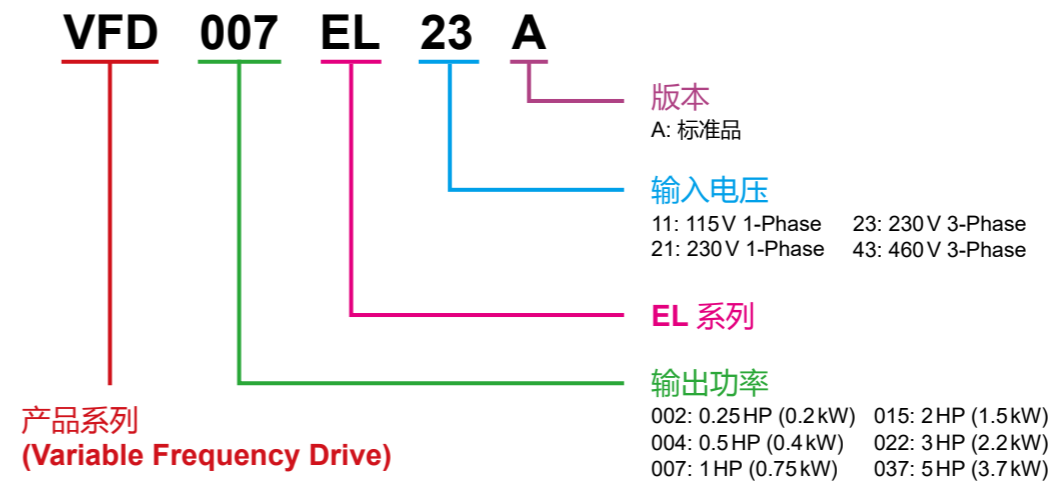 VFD 007 EL 23 A
版本
A: 标准品
输入电压
11: 115V 1-Phase 23: 230V 3-Phase
21: 230V 1-Phase 43: 460V 3-Phase
EL 系列
输出功率
002: 0.25HP (0.2kW) 015: 2HP (1.5kW)
004: 0.5HP (0.4kW) 022: 3HP (2.2kW)
007: 1HP (0.75kW) 037: 5HP (3.7kW)
产品系列
(Variable Frequency Drive)